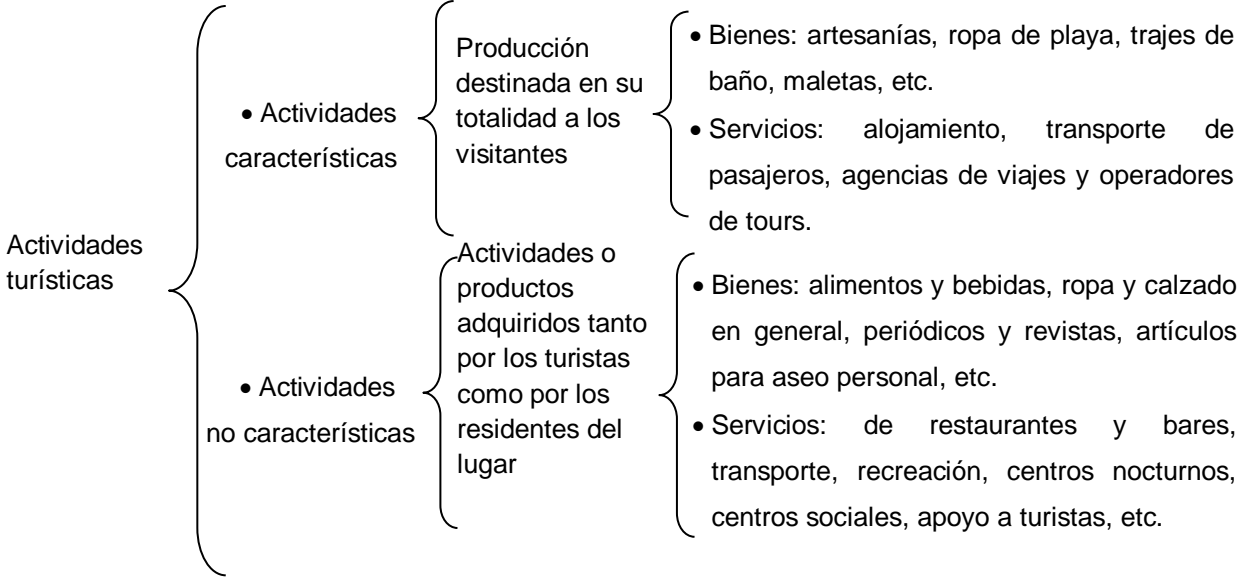 Actividades
turísticas
• Actividades
características
Producción
destinada en su
totalidad a los
visitantes
• Bienes: artesanías, ropa de playa, trajes de
baño, maletas, etc.
• Servicios: alojamiento, transporte de
pasajeros, agencias de viajes y operadores
de tours.
• Actividades
no características
Actividades o
productos
adquiridos tanto
por los turistas
como por los
residentes del
lugar
• Bienes: alimentos y bebidas, ropa y calzado
en general, periódicos y revistas, artículos
para aseo personal, etc.
• Servicios: de restaurantes y bares,
transporte, recreación, centros nocturnos,
centros sociales, apoyo a turistas, etc.